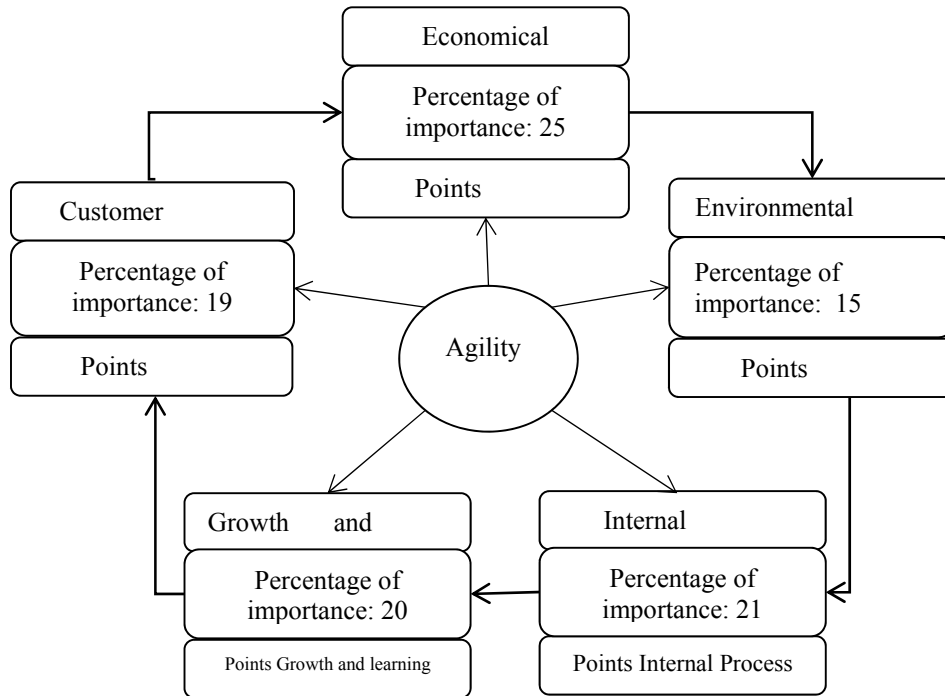 Economical
Percentage of
importance: 25
Points
Customer
Percentage of
importance: 19
Points
Environmental
Percentage of
importance: 15
Points
Agility
Growth and
Percentage of
importance: 20
Points Growth and learning
Internal
Percentage of
importance: 21
Points Internal Process